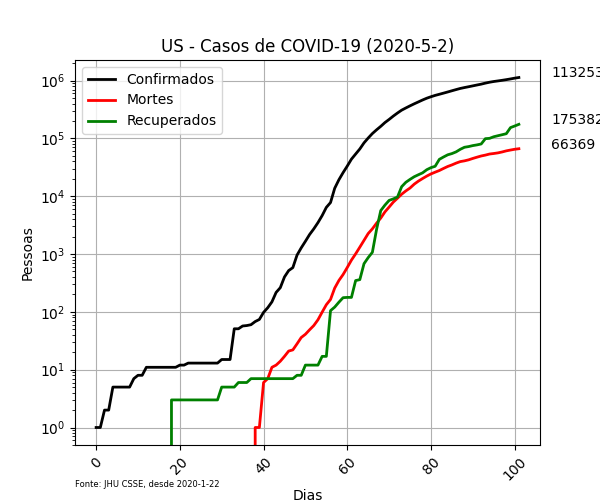 US - Casos de COVID-19 (2020-5-2)
Confirmados
Mortes
Recuperados
113253
175382
66369
Pessoas
10^6
10^5
10^4
10^3
10^2
10^1
10^0
0 20 40 60 80 100
Dias
Fonte: JHU CSSE, desde 2020-1-22